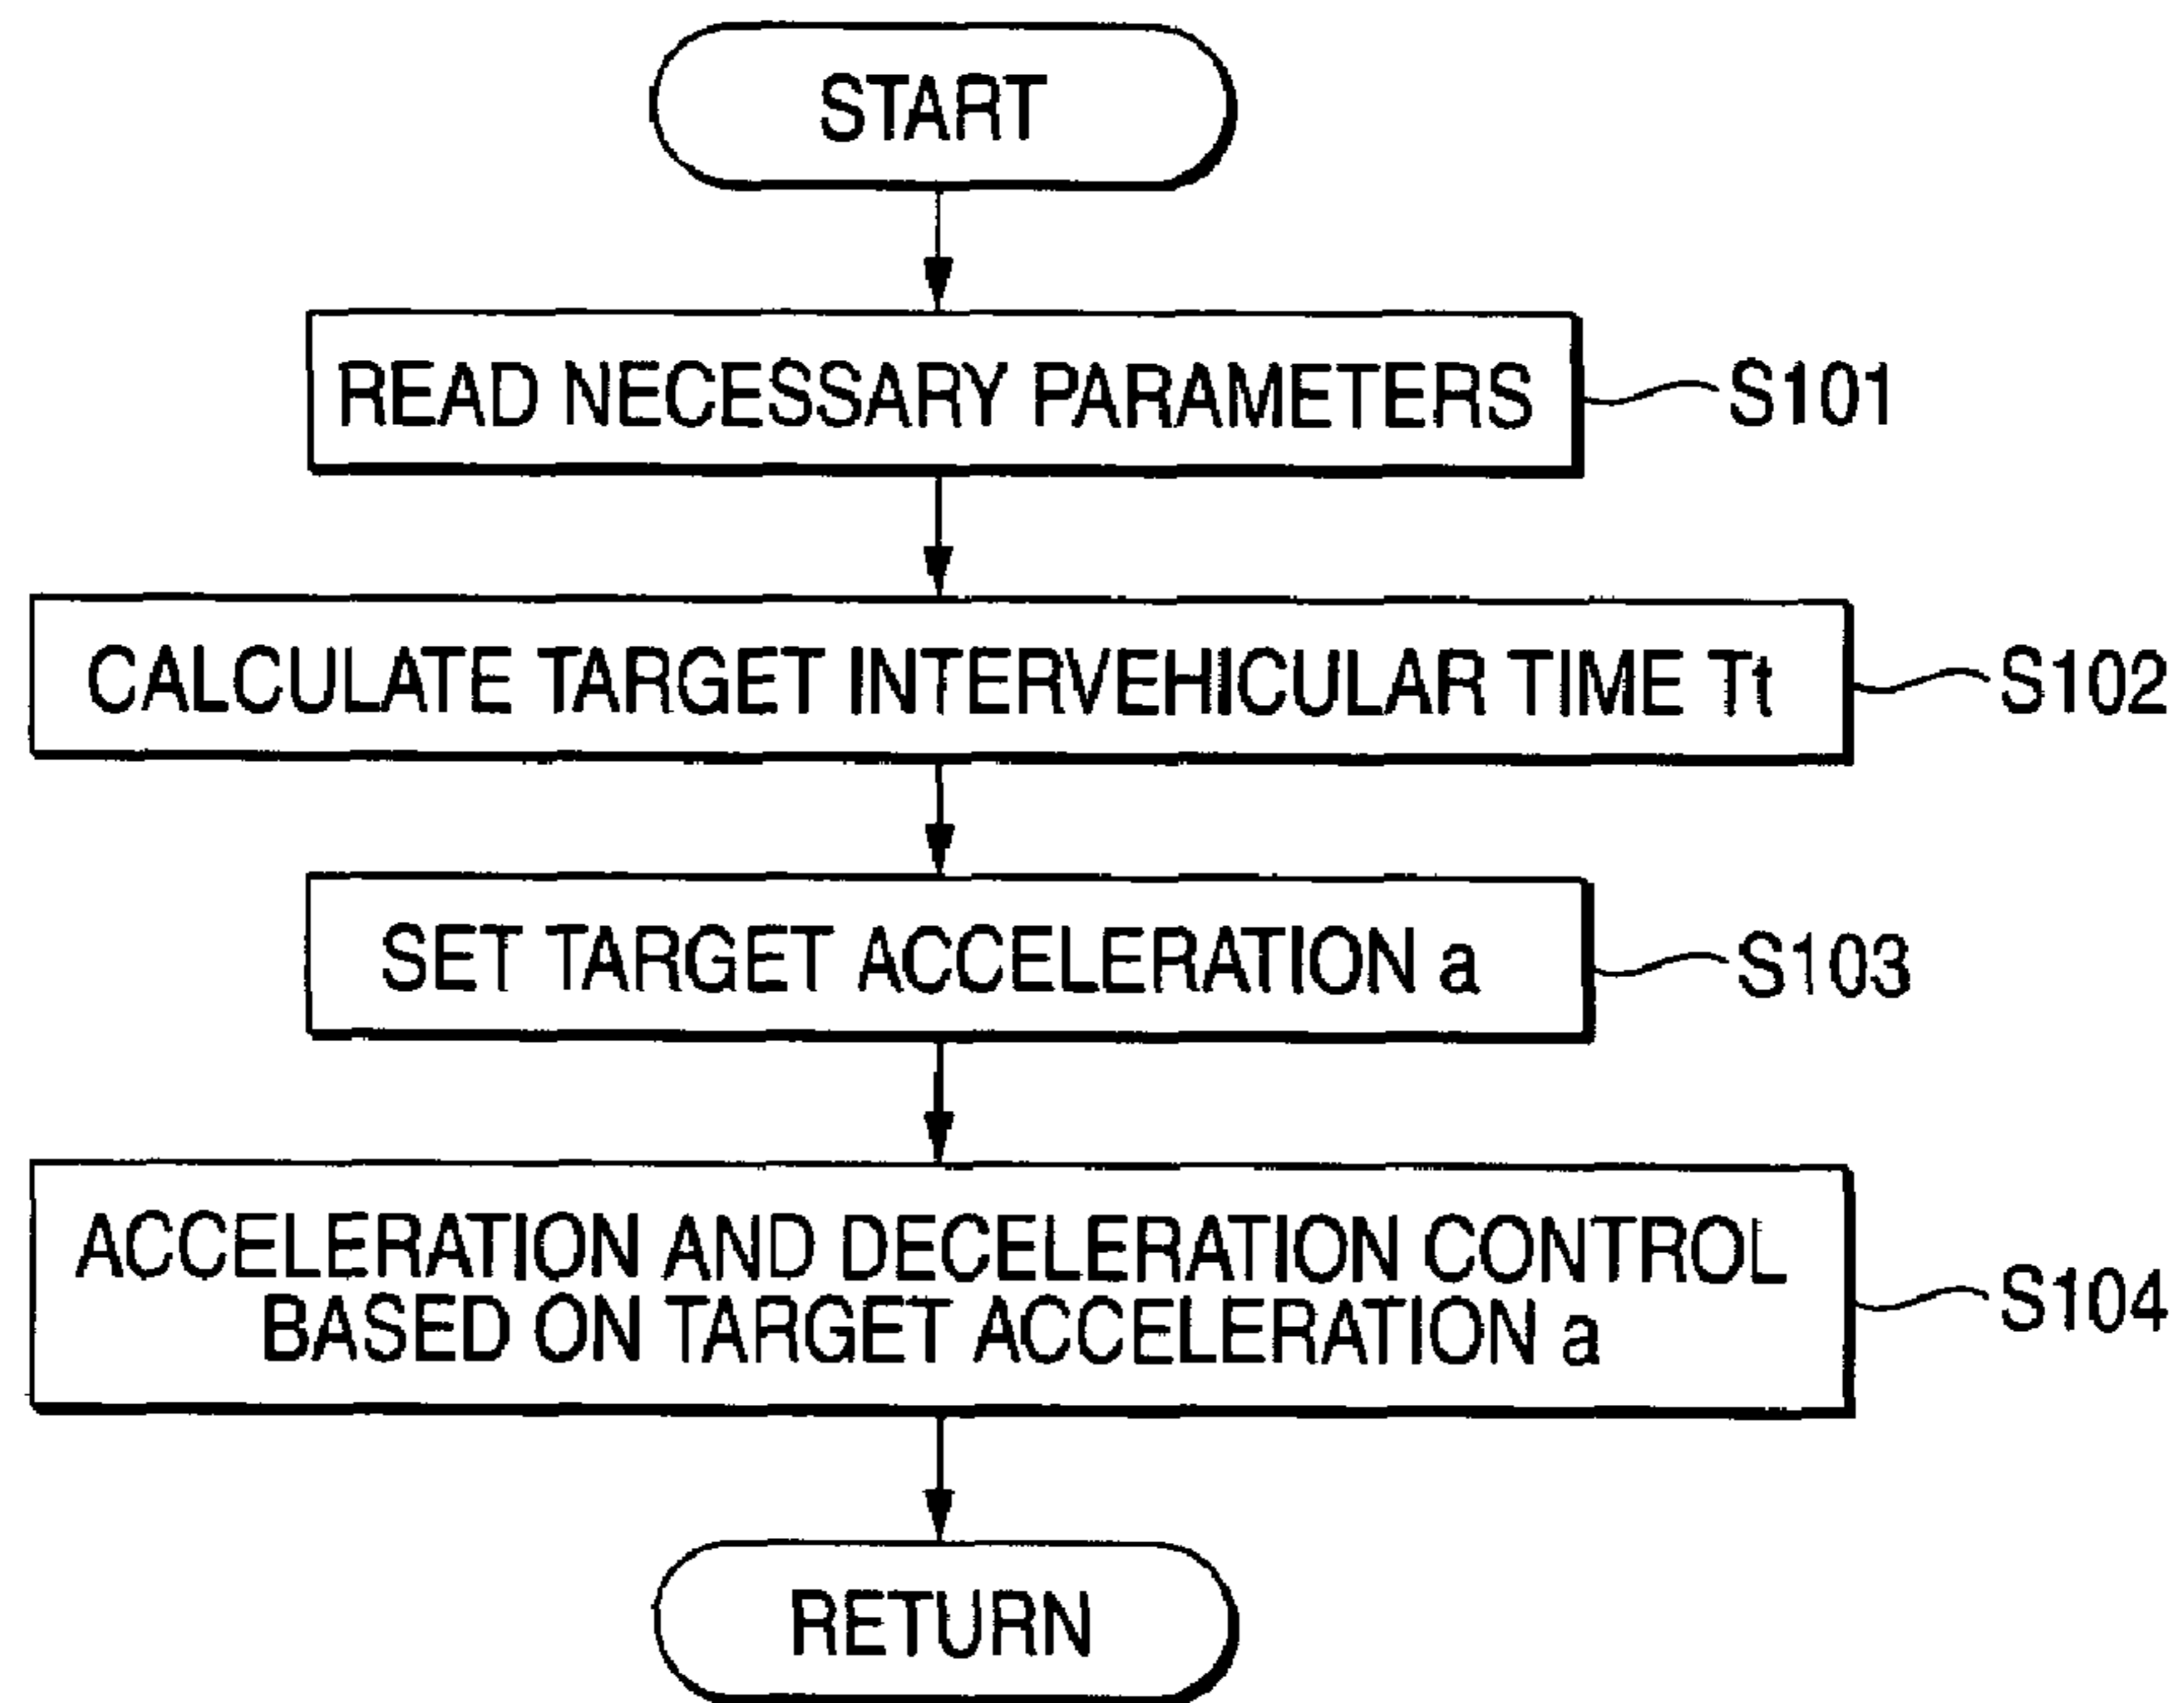 START
READ NECESSARY PARAMETERS
S101
CALCULATE TARGET INTERVEHICULAR TIME Tt
S102
SET TARGET ACCELERATION a
S103
ACCELERATION AND DECELERATION CONTROL
BASED ON TARGET ACCELERATION a
S104
RETURN